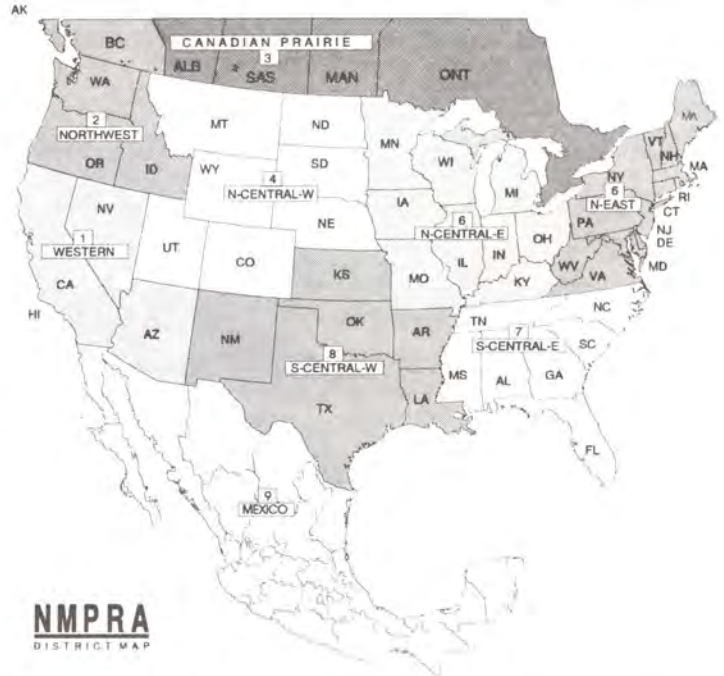 AK
BC
CANADIAN PRAIRIE
3
ALB
SAS
MAN
ONT
WA
2
NORTHWEST
OR
ID
MT
ND
MN
WI
MI
VT
NH
MA
NY
6
N-EAST
MA
RI
CT
NJ
DE
MD
PA
WV
VA
WY
SD
4
N-CENTRAL-W
NE
IA
6
N-CENTRAL-E
IL
IN
OH
KY
MO
NV
1
WESTERN
CA
HI
UT
CO
KS
AZ
NM
OK
AR
8
S-CENTRAL-W
TX
LA
TN
NC
7
S-CENTRAL-E
SC
MS
AL
GA
FL
9
MEXICO
NMPRA
DISTRICT MAP